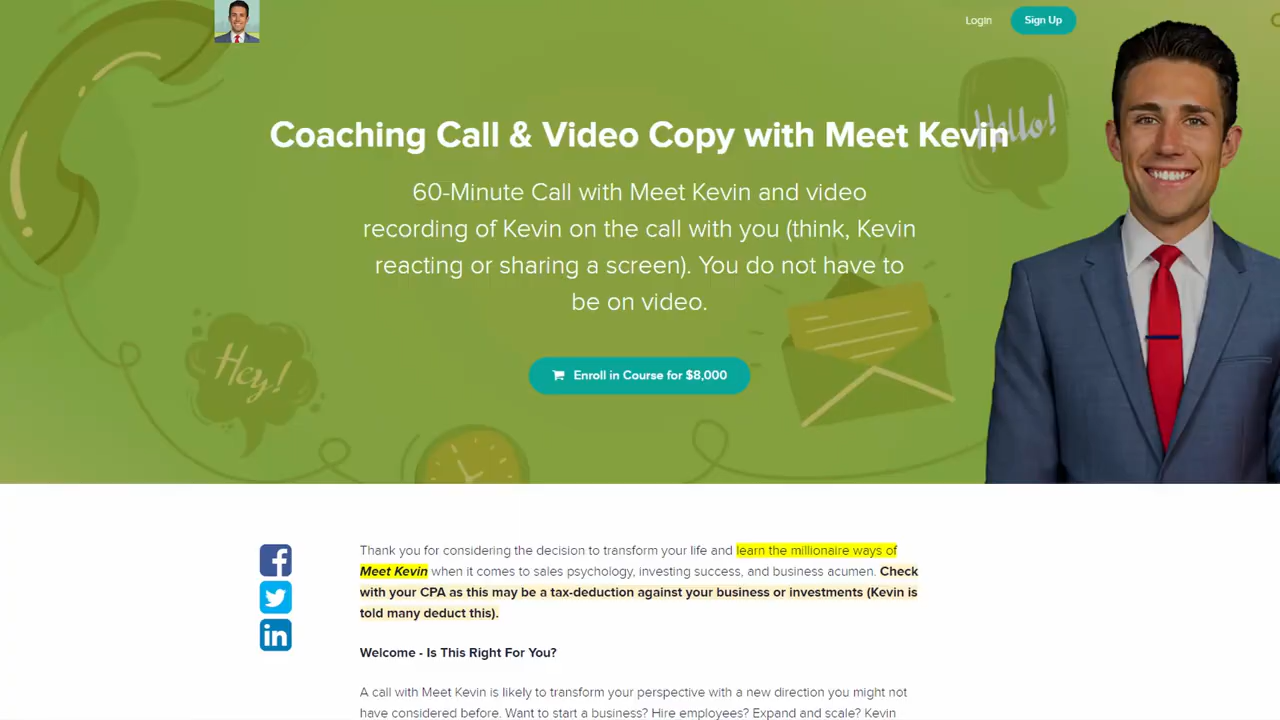 Login
Sign Up
Hello!
Coaching Call & Video Copy with Meet Kevin
60-Minute Call with Meet Kevin and video
recording of Kevin on the call with you (think, Kevin
reacting or sharing a screen). You do not have to
be on video.
Hey!
Enroll in Course for $8,000
Thank you for considering the decision to transform your life and learn the millionaire ways of
Meet Kevin when it comes to sales psychology, investing success, and business acumen. Check
with your CPA as this may be a tax-deduction against your business or investments (Kevin is
told many deduct this).
Welcome - Is This Right For You?
A call with Meet Kevin is likely to transform your perspective with a new direction you might not
have considered before. Want to start a business? Hire employees? Expand and scale? Kevin